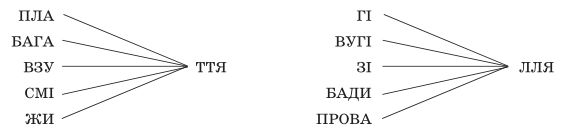 ПЛА ГІ
БАГА ВУГІ
ВЗУ ТТЯ ЗІ ЛЛЯ
СМІ БАДИ
ЖИ ПРОВА